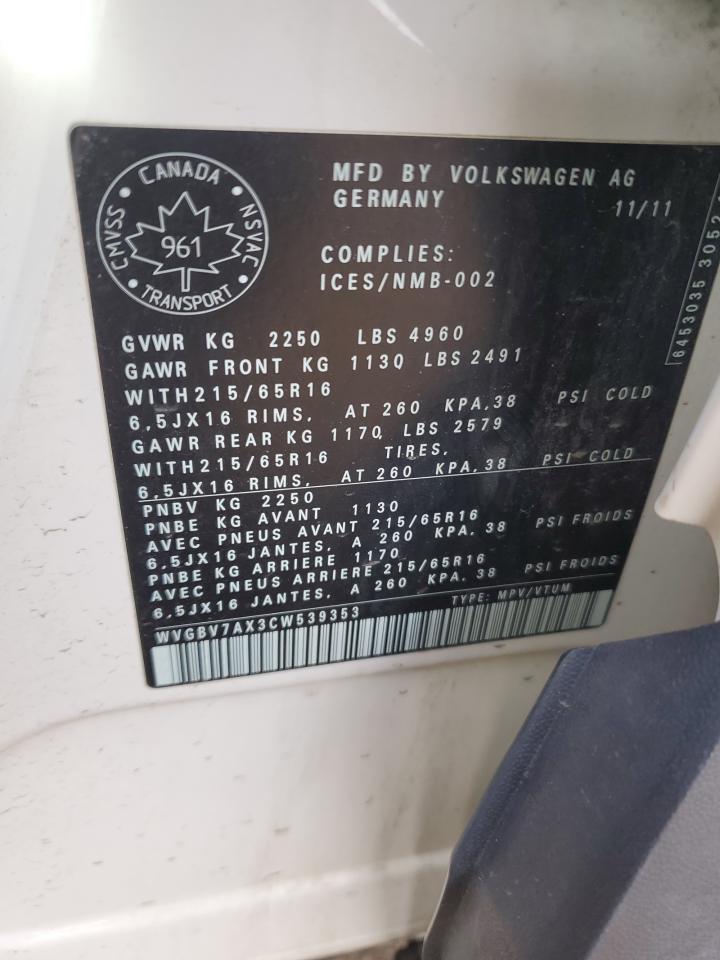 CANADA
CMVSS
NSVAC
961
TRANSPORT
MFD BY VOLKSWAGEN AG
GERMANY 11/11
COMPLIES:
ICES/NMB-002
GVWR KG 2250 LBS 4960
GAWR FRONT KG 1130 LBS 2491
WITH215/65R16
6,5JX16 RIMS, AT 260 KPA,38 PSI COLD
GAWR REAR KG 1170 LBS 2579
WITH215/65R16 TIRES,
6,5JX16 RIMS, AT 260 KPA,38 PSI COLD
PNBV KG 2250
PNBE KG AVANT 1130
AVEC PNEUS AVANT 215/65R16
6,5JX16 JANTES, A 260 KPA, 38 PSI FROIDS
PNBE KG ARRIERE 1170
AVEC PNEUS ARRIERE 215/65R16
6,5JX16 JANTES, A 260 KPA, 38 PSI FROIDS
TYPE: MPV/VTUM
WVGBV7AX3CW539353
6453035 3052